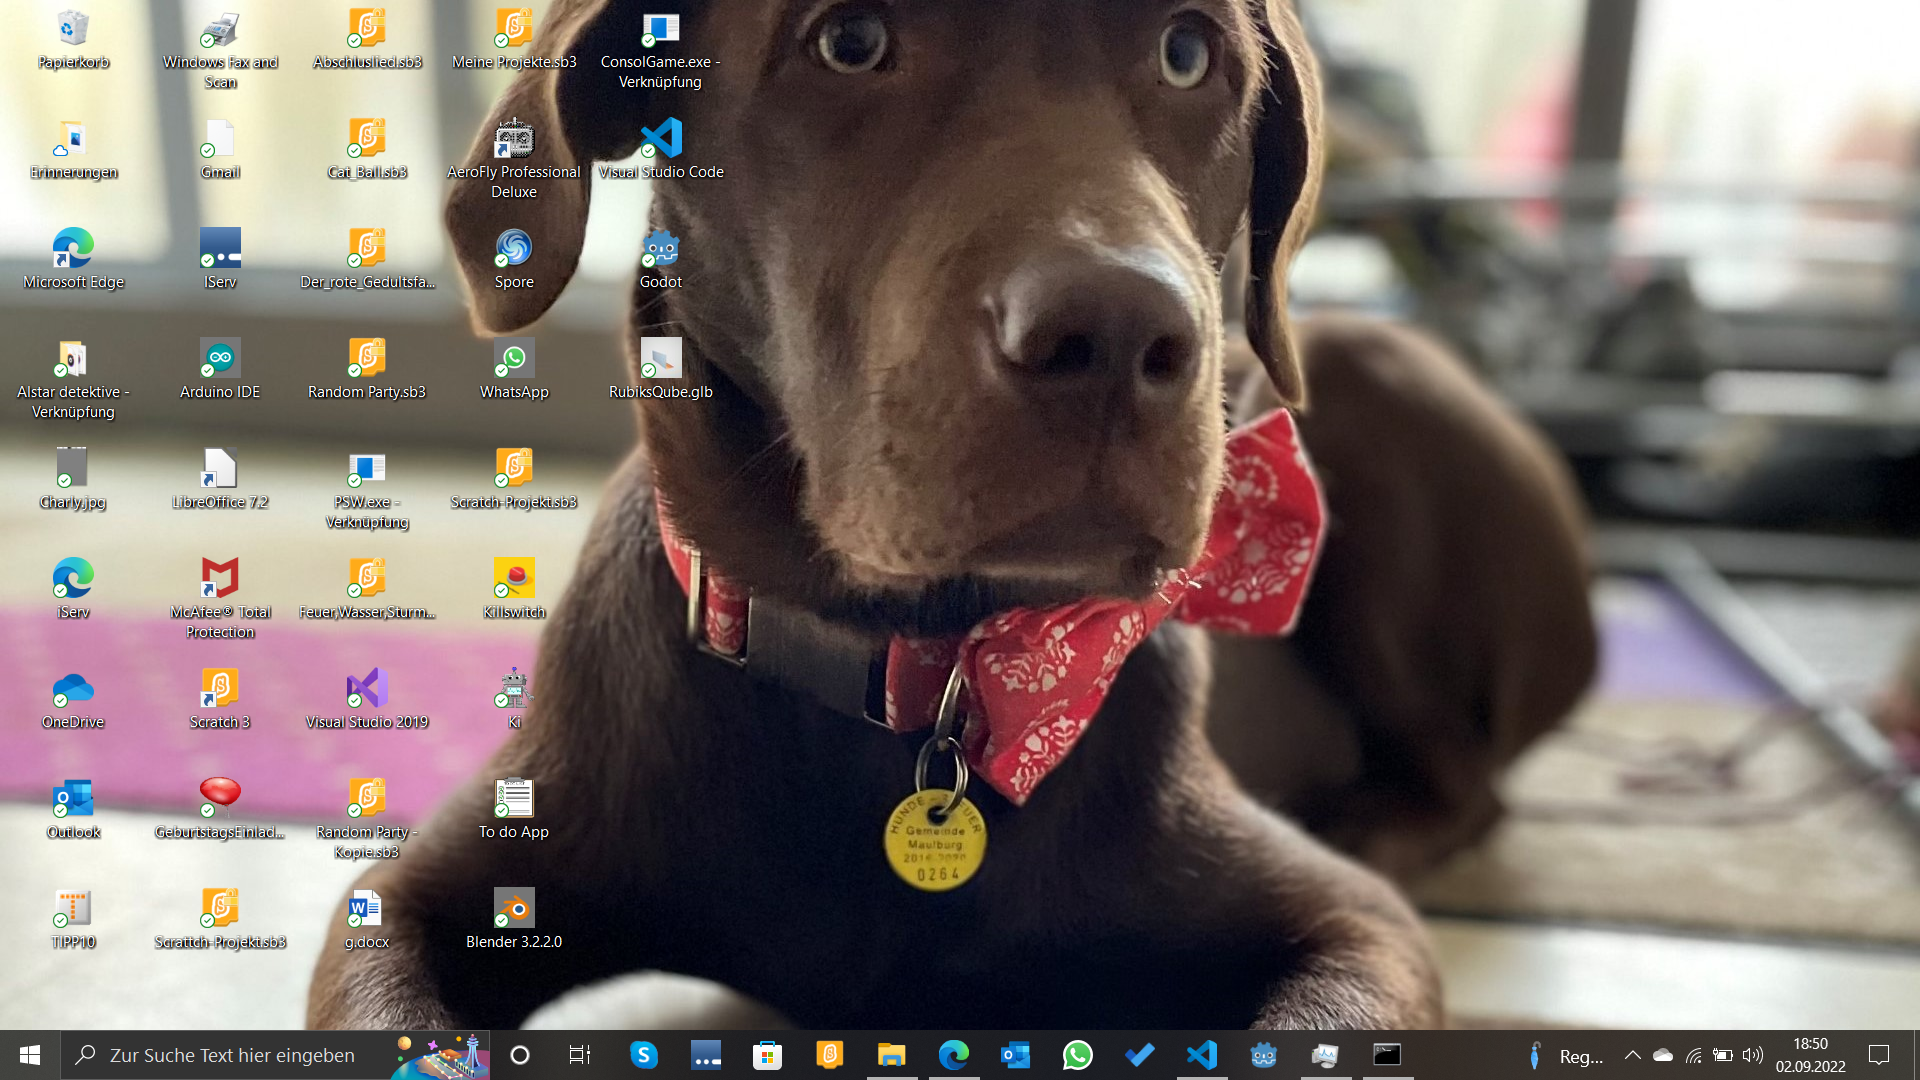 Papierkorb
Windows Fax and
Scan
Abschluslied.sb3
Meine Projekte.sb3
ConsolGame.exe -
Verknüpfung
Erinnerungen
Gmail
Cat_Ball.sb3
AeroFly Professional
Deluxe
Visual Studio Code
Microsoft Edge
IServ
Der_rote_Gedultsfa...
Spore
Godot
Alstar detektive -
Verknüpfung
Arduino IDE
Random Party.sb3
WhatsApp
RubiksQube.glb
Charly.jpg
LibreOffice 7.2
PSW.exe -
Verknüpfung
Scratch-Projekt.sb3
iServ
McAfee® Total
Protection
Feuer,Wasser,Sturm...
Killswitch
OneDrive
Scratch 3
Visual Studio 2019
Ki
Outlook
GeburtstagsEinlad...
Random Party -
Kopie.sb3
To do App
TIPP10
Scrattch-Projekt.sb3
g.docx
Blender 3.2.2.0
Gemeinde
Maulburg
0264
Zur Suche Text hier eingeben
Reg...
18:50
02.09.2022